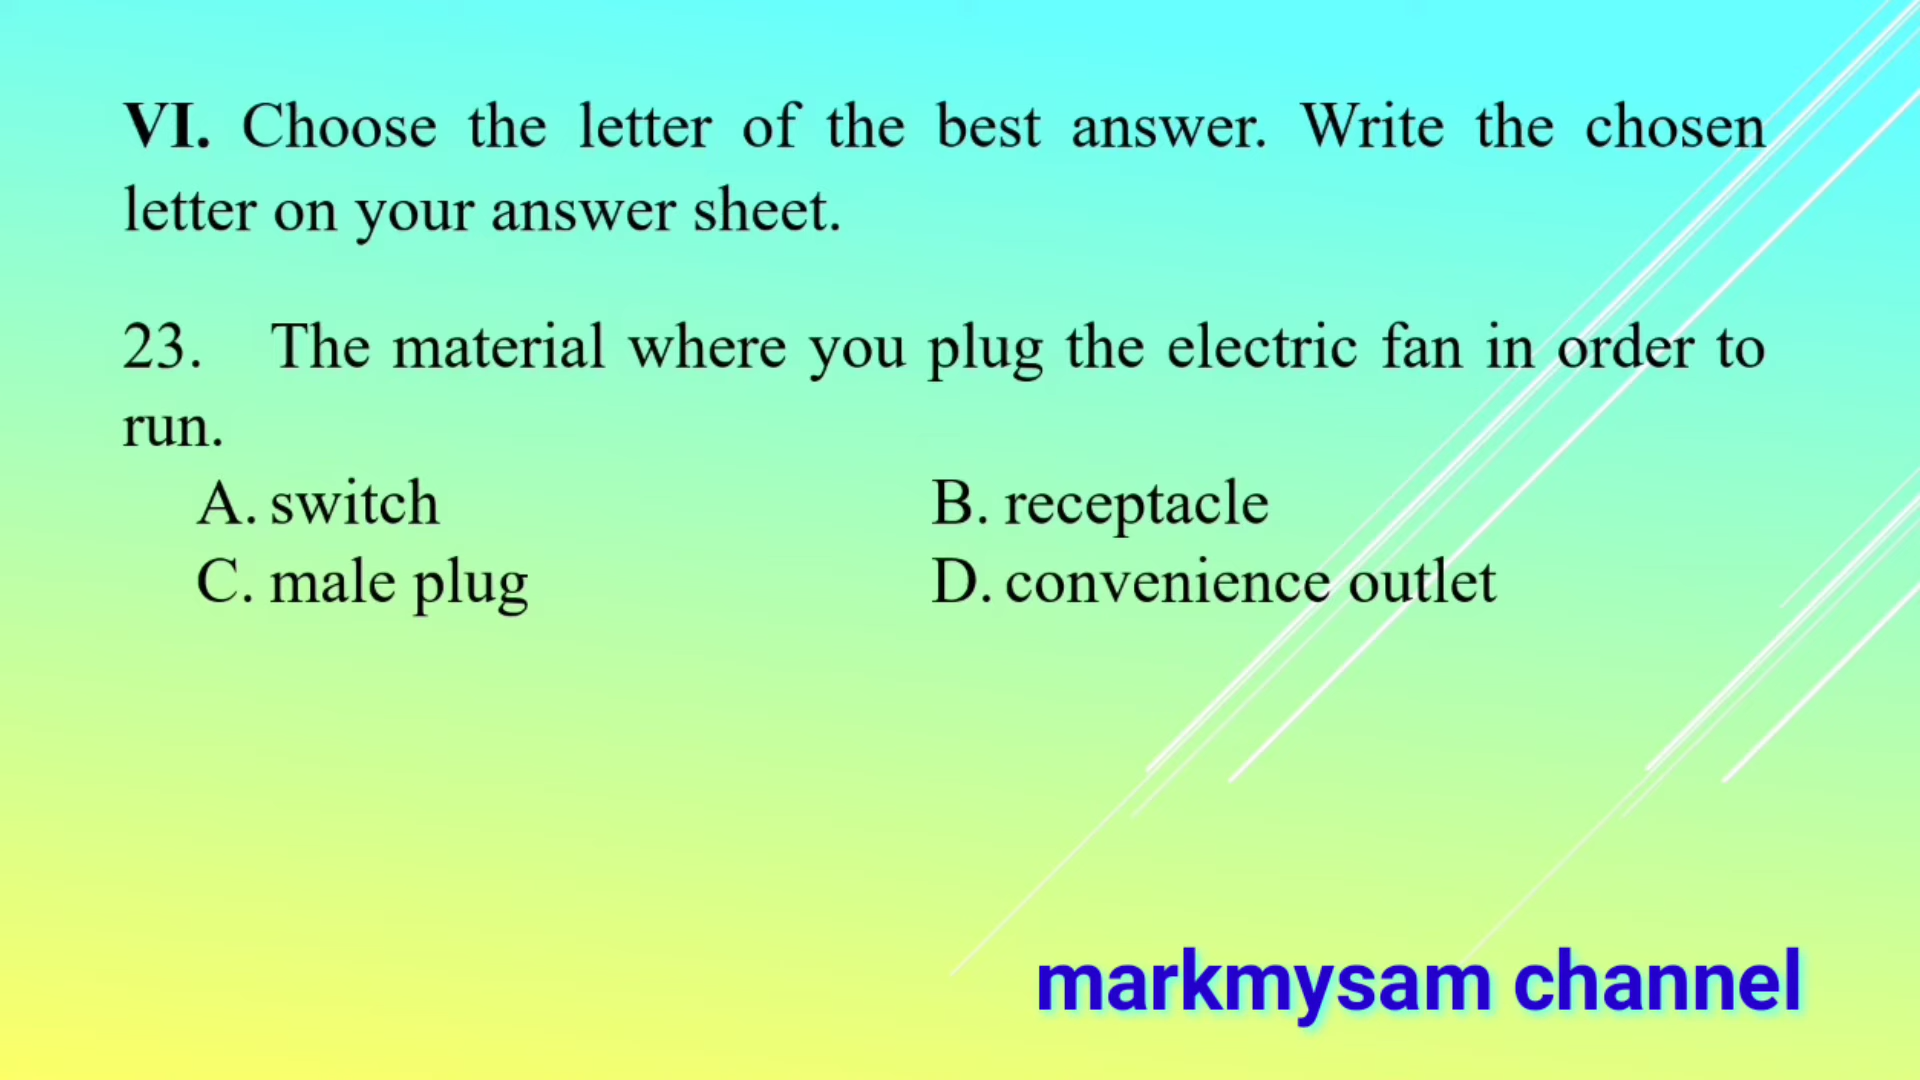 VI. Choose the letter of the best answer. Write the chosen
letter on your answer sheet.
23. The material where you plug the electric fan in order to
run.
A. switch B. receptacle
C. male plug D. convenience outlet
markmysam channel